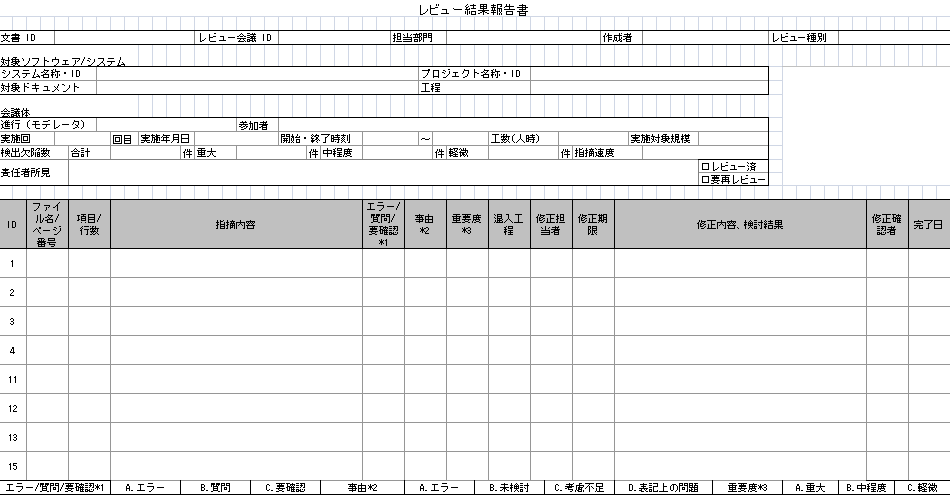 レビュー結果報告書
文書 ID レビュー会議 ID 担当部門 作成者 レビュー種別
対象ソフトウェア/システム
システム名称・ID プロジェクト名称・ID
対象ドキュメント 工程
会議体
進行（モデレータ） 参加者
実施回 回目 実施年月日 開始・終了時刻 ～ 工数(人時) 実施対象規模
検出欠陥数 合計 件 重大 件 中程度 件 軽微 件 指摘速度
責任者所見 □レビュー済
□要再レビュー
ID ファイル名/ページ番号 項目/行数 指摘内容 エラー/質問/要確認*1 事由*2 重要度*3 混入工程 修正担当者 修正期限 修正内容、検討結果 修正確認者 完了日
1
2
3
4
11
12
13
15
エラー/質問/要確認*1 A.エラー B.質問 C.要確認 事由*2 A.エラー B.未検討 C.考慮不足 D.表記上の問題 重要度*3 A.重大 B.中程度 C.軽微